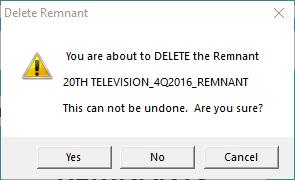 Delete Remnant
You are about to DELETE the Remnant
20TH TELEVISION_4Q2016_REMNANT
This can not be undone.  Are you sure?
Yes
No
Cancel